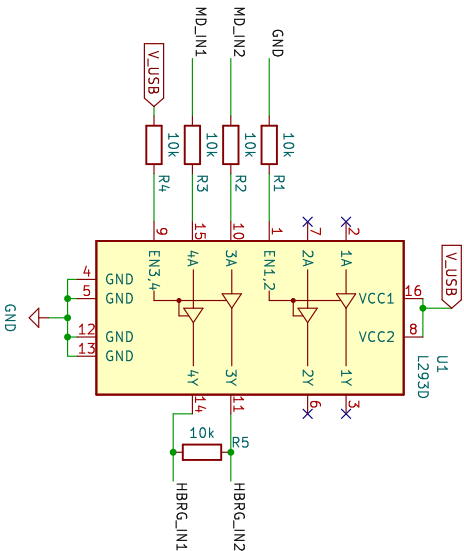 MD_IN1
MD_IN2
GND
V_USB
10k
10k
10k
10k
R4
R3
R2
R1
9
15
10
1
7
2
V_USB
EN3,4
4A
3A
EN1,2
2A
1A
4
GND
5
GND
12
GND
13
GND
GND
VCC1
16
VCC2
8
U1
L293D
4Y
3Y
2Y
1Y
14
11
6
3
10k
R5
HBRG_IN1
HBRG_IN2